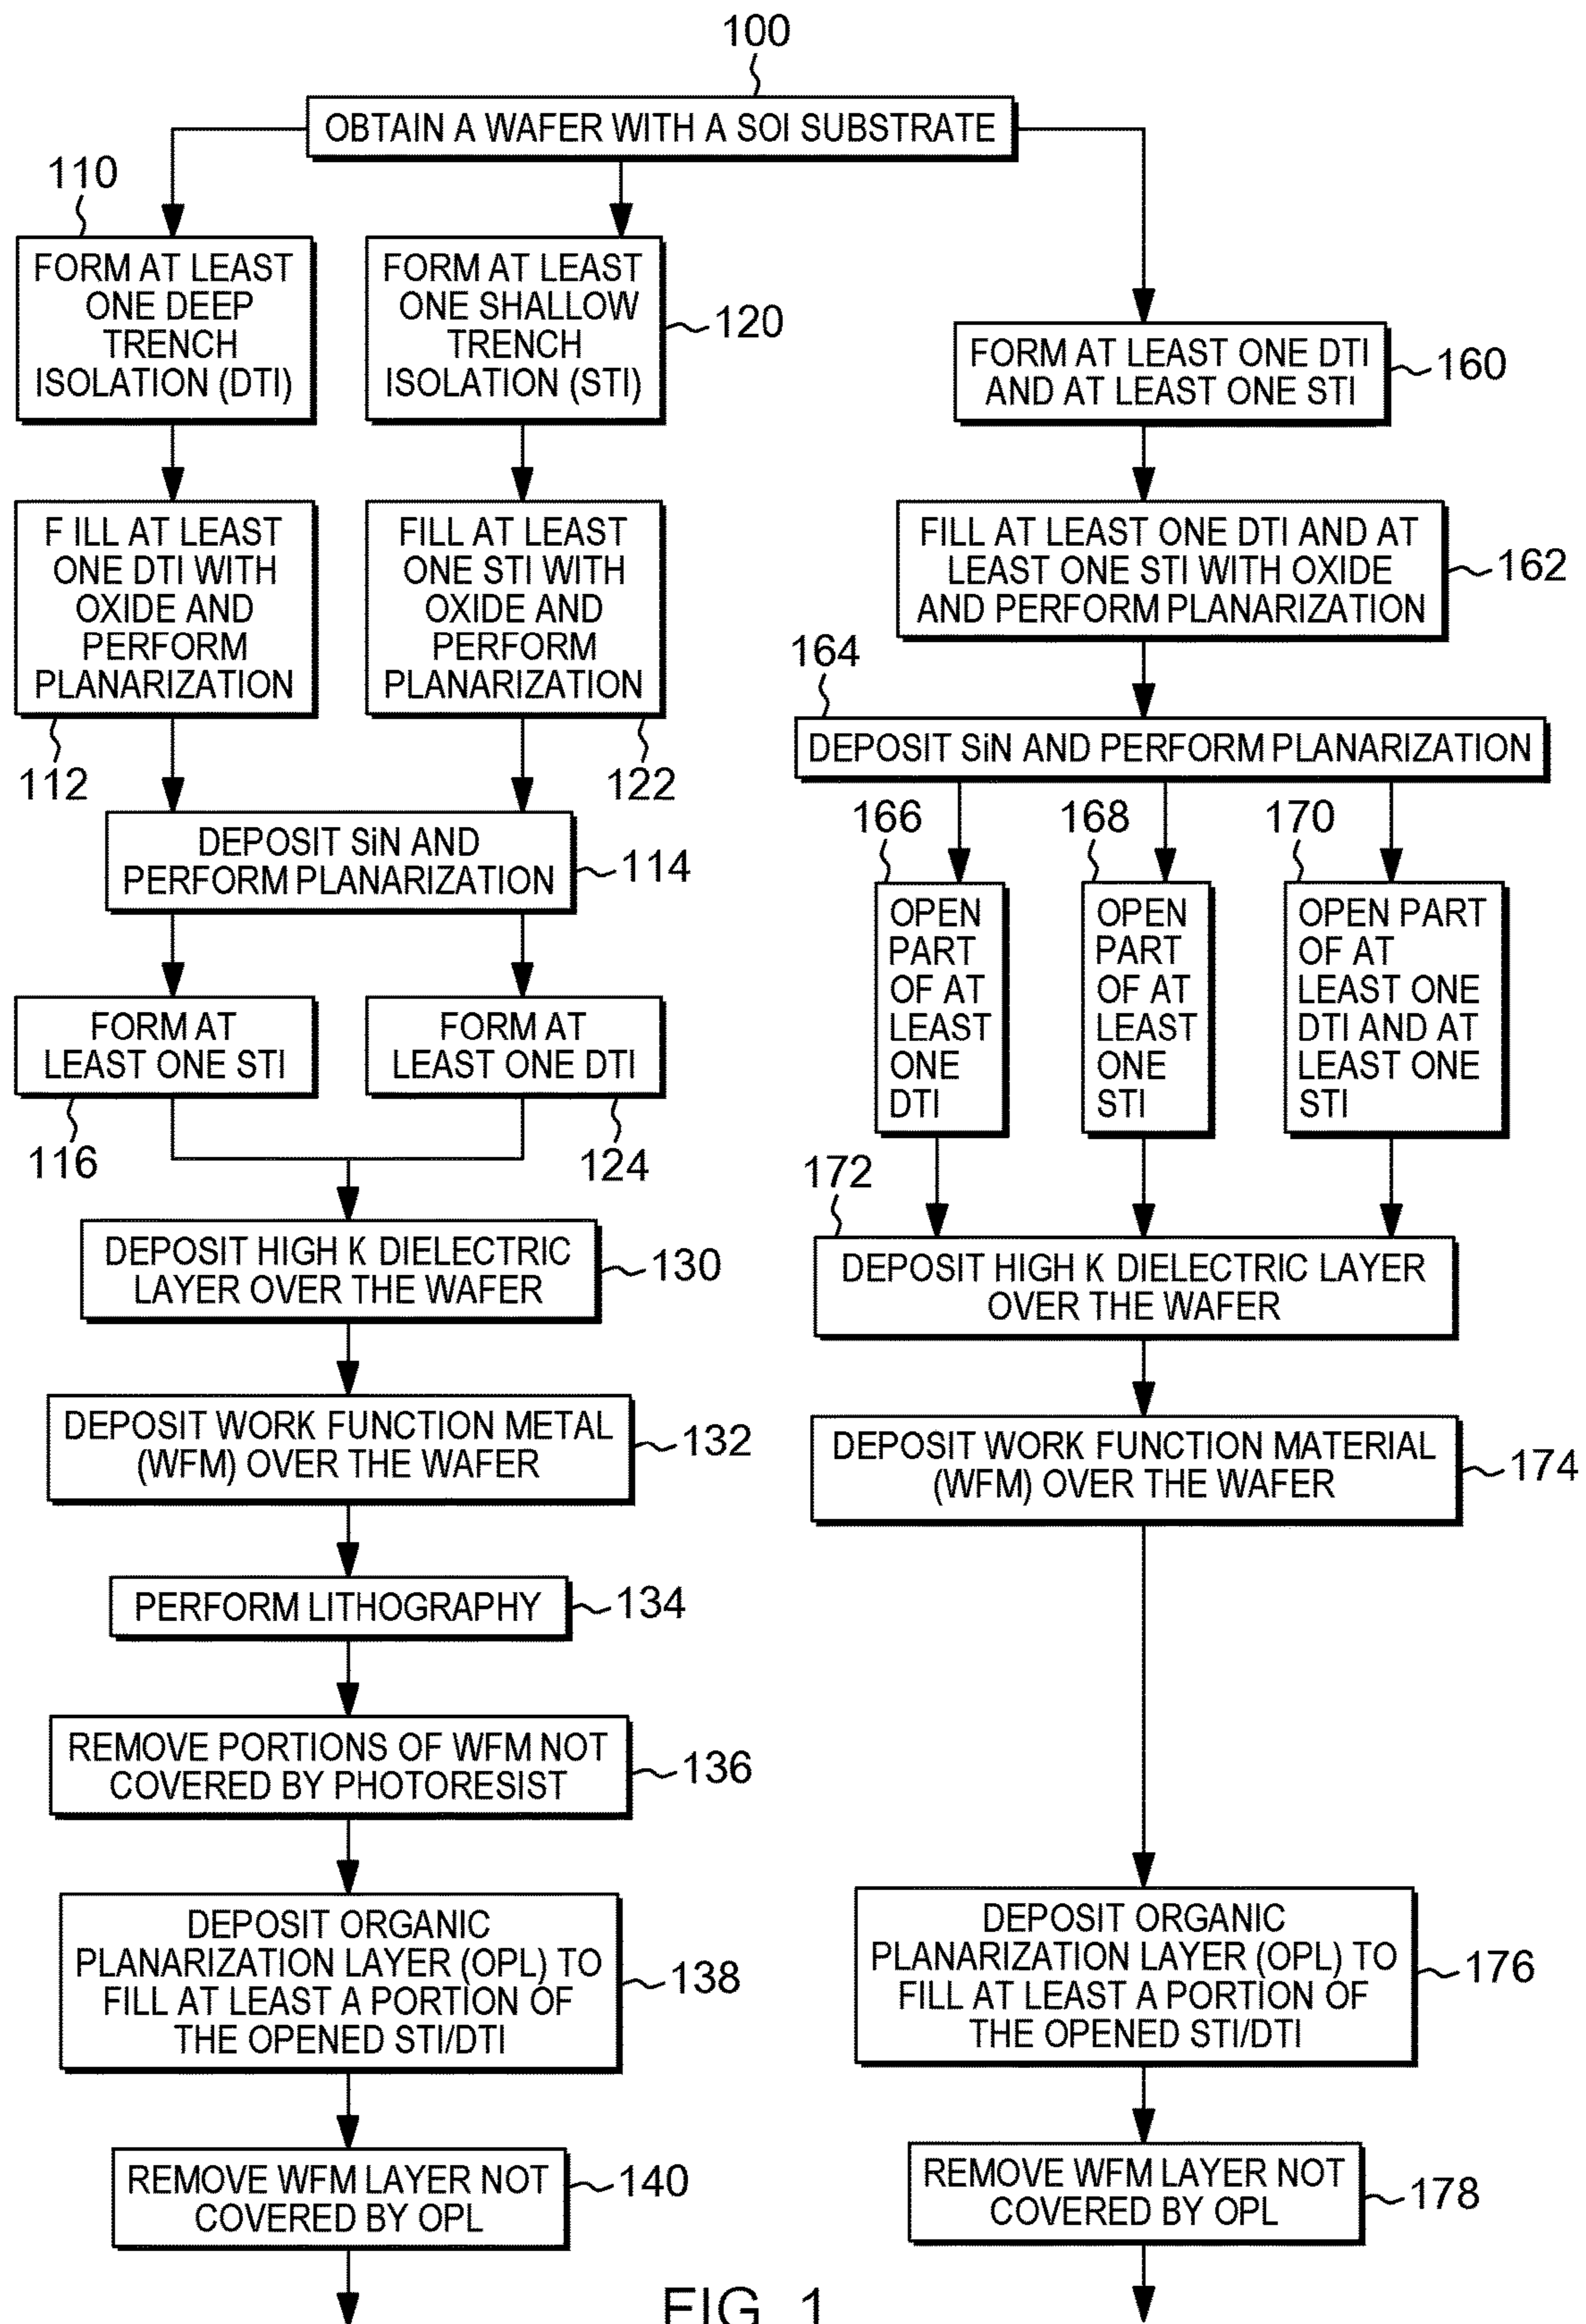 100
OBTAIN A WAFER WITH A SOI SUBSTRATE
110
FORM AT LEAST
ONE DEEP
TRENCH
ISOLATION (DTI)
FORM AT LEAST
ONE SHALLOW
TRENCH
ISOLATION (STI)
120
FORM AT LEAST ONE DTI
AND AT LEAST ONE STI
160
F ILL AT LEAST
ONE DTI WITH
OXIDE AND
PERFORM
PLANARIZATION
112
FILL AT LEAST
ONE STI WITH
OXIDE AND
PERFORM
PLANARIZATION
122
FILL AT LEAST ONE DTI AND AT
LEAST ONE STI WITH OXIDE
AND PERFORM PLANARIZATION
162
164
DEPOSIT SiN AND PERFORM PLANARIZATION
DEPOSIT SiN AND
PERFORM PLANARIZATION
114
166
OPEN
PART
OF AT
LEAST
ONE
DTI
168
OPEN
PART
OF AT
LEAST
ONE
STI
170
OPEN PART
OF AT
LEAST ONE
DTI AND AT
LEAST ONE
STI
FORM AT
LEAST ONE STI
116
FORM AT
LEAST ONE DTI
124
172
DEPOSIT HIGH K DIELECTRIC LAYER
OVER THE WAFER
DEPOSIT HIGH K DIELECTRIC
LAYER OVER THE WAFER
130
DEPOSIT WORK FUNCTION METAL
(WFM) OVER THE WAFER
132
DEPOSIT WORK FUNCTION MATERIAL
(WFM) OVER THE WAFER
174
PERFORM LITHOGRAPHY
134
REMOVE PORTIONS OF WFM NOT
COVERED BY PHOTORESIST
136
DEPOSIT ORGANIC
PLANARIZATION LAYER (OPL) TO
FILL AT LEAST A PORTION OF
THE OPENED STI/DTI
138
DEPOSIT ORGANIC
PLANARIZATION LAYER (OPL) TO
FILL AT LEAST A PORTION OF
THE OPENED STI/DTI
176
REMOVE WFM LAYER NOT
COVERED BY OPL
140
REMOVE WFM LAYER NOT
COVERED BY OPL
178
FIG. 1